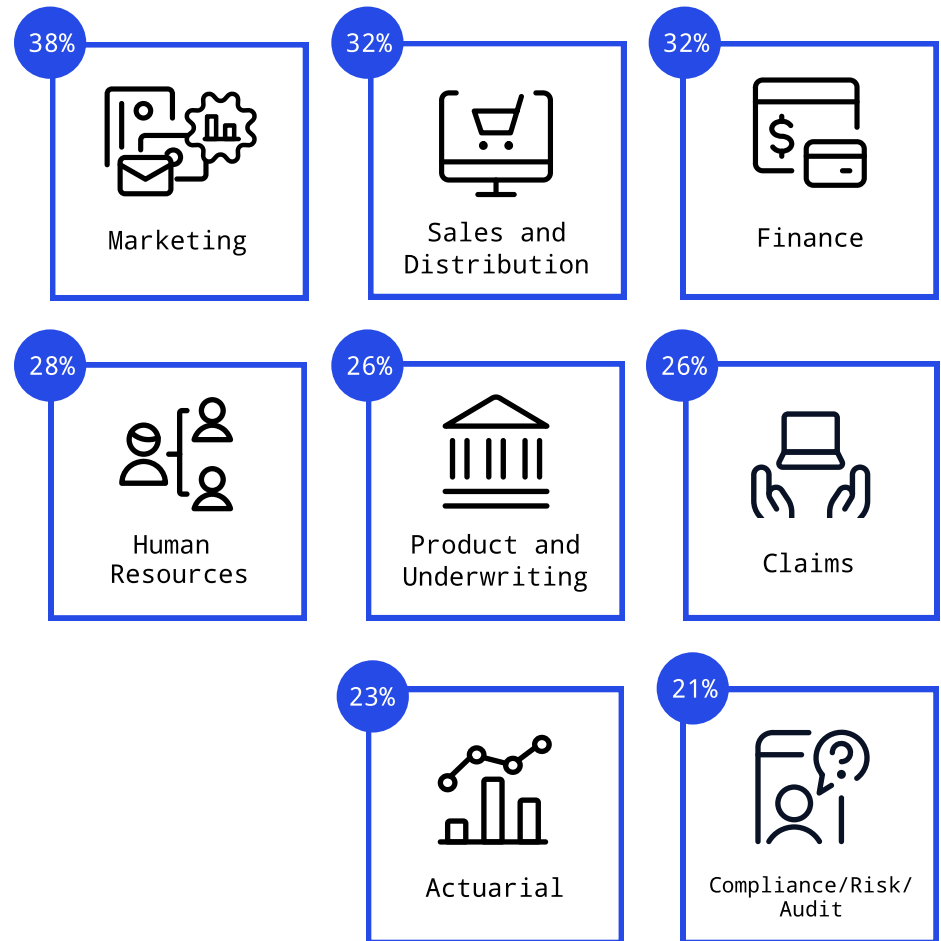 38%
Marketing
32%
Sales and
Distribution
32%
Finance
28%
Human
Resources
26%
Product and
Underwriting
26%
Claims
23%
Actuarial
21%
Compliance/Risk/
Audit